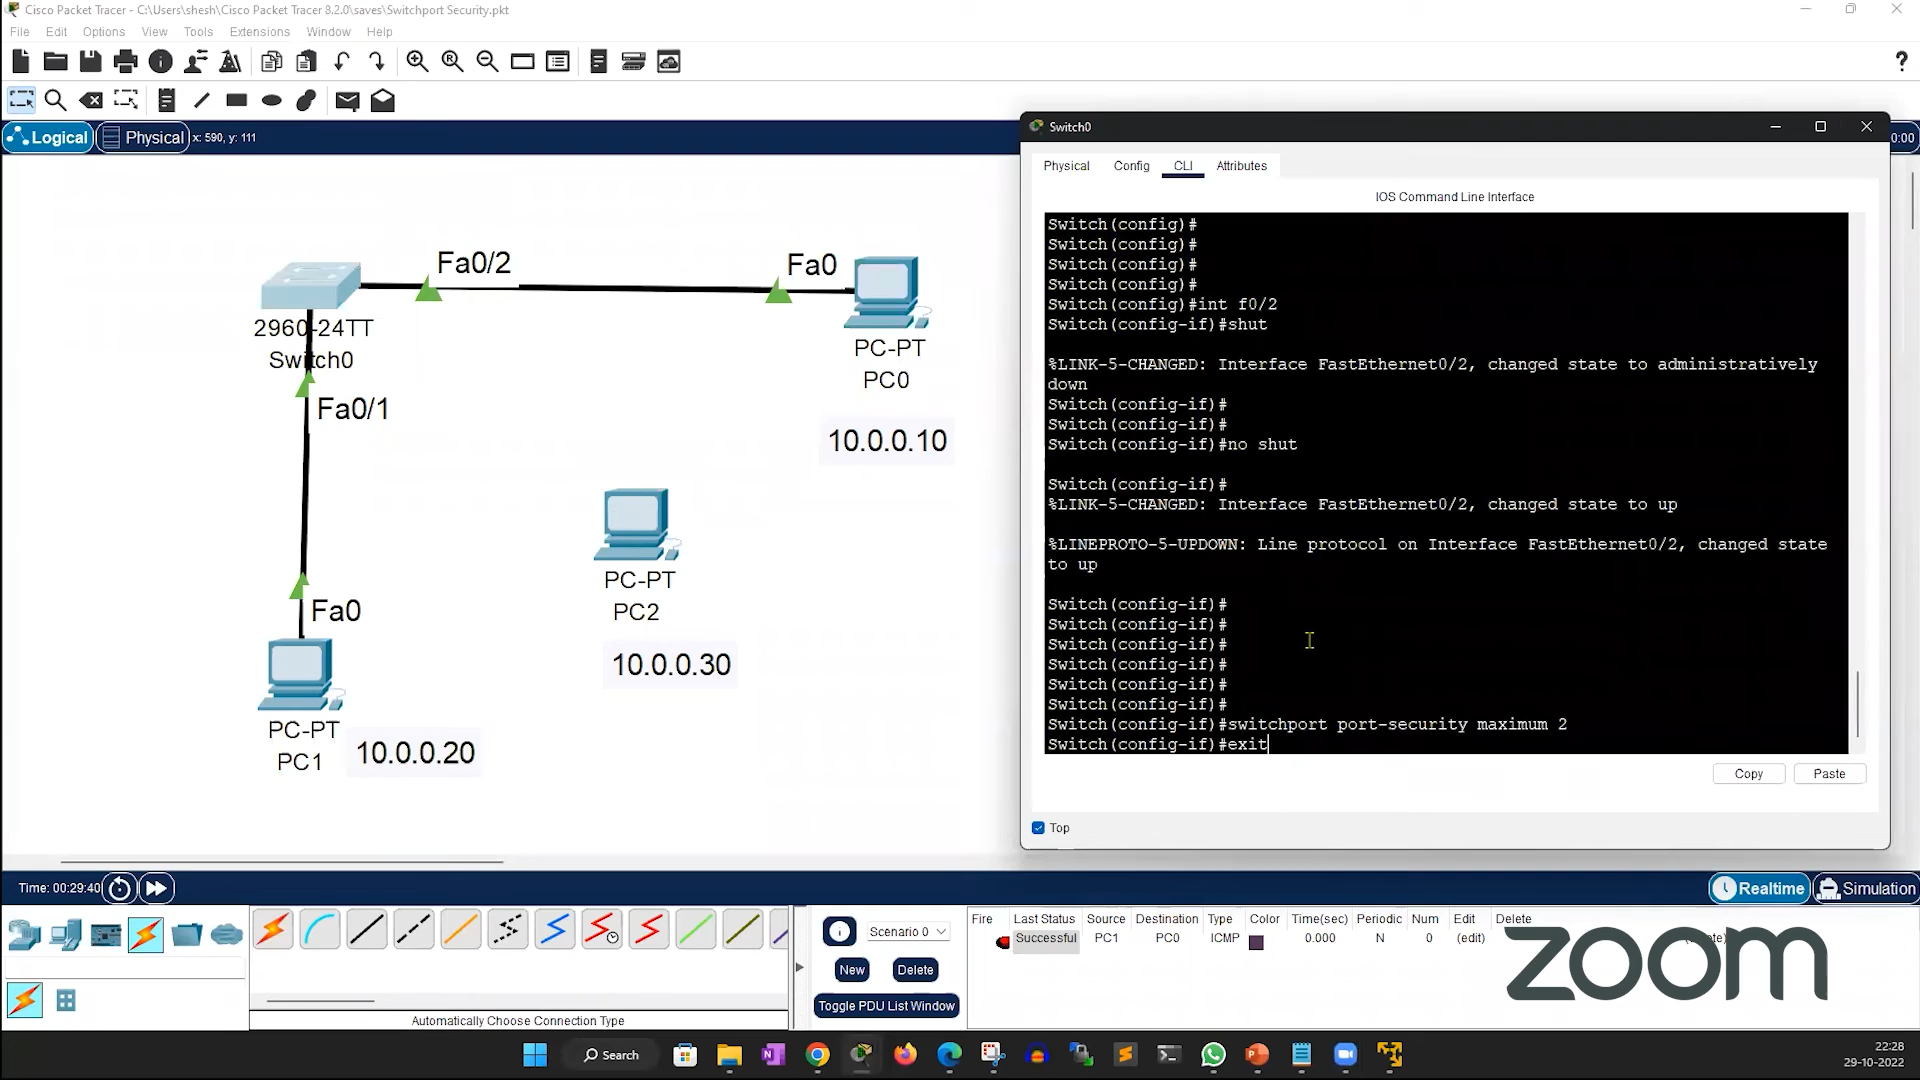 Cisco Packet Tracer - C:\Users\shesh\Cisco Packet Tracer 8.2.0\saves\Switchport Security.pkt
File Edit Options View Tools Extensions Window Help
?
Logical Physical x: 590, y: 111
0:00
Switch0
Physical Config CLI Attributes
IOS Command Line Interface
Switch(config)#
Switch(config)#
Switch(config)#
Switch(config)#
Switch(config)#int f0/2
Switch(config-if)#shut
%LINK-5-CHANGED: Interface FastEthernet0/2, changed state to administratively
down
Switch(config-if)#
Switch(config-if)#
Switch(config-if)#no shut
Switch(config-if)#
%LINK-5-CHANGED: Interface FastEthernet0/2, changed state to up
%LINEPROTO-5-UPDOWN: Line protocol on Interface FastEthernet0/2, changed state
to up
Switch(config-if)#
Switch(config-if)#
Switch(config-if)#
Switch(config-if)#
Switch(config-if)#
Switch(config-if)#
Switch(config-if)#switchport port-security maximum 2
Switch(config-if)#exit
Copy Paste
Top
Fa0/2
Fa0
2960-24TT
Switch0
PC-PT
PC0
Fa0/1
10.0.0.10
PC-PT
PC2
Fa0
10.0.0.30
PC-PT
PC1
10.0.0.20
Time: 00:29:40
Realtime Simulation
Scenario 0
New Delete
Toggle PDU List Window
Fire Last Status Source Destination Type Color Time(sec) Periodic Num Edit Delete
Successful PC1 PC0 ICMP 0.000 N 0 (edit)
zoom
Automatically Choose Connection Type
Search
22:28
29-10-2022